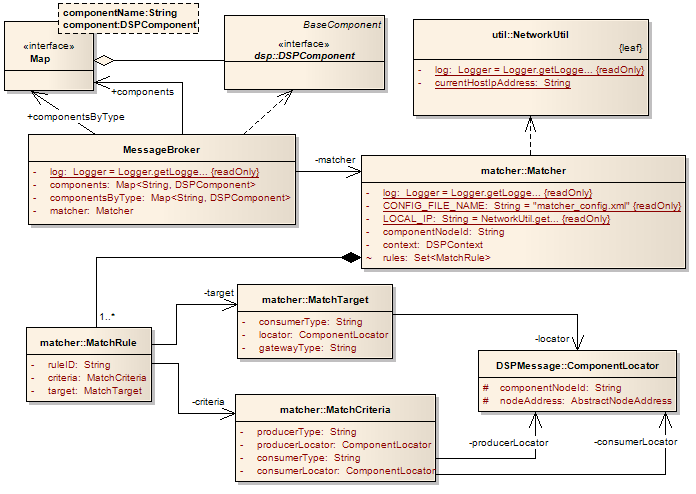 componentName:String
component:DSPComponent
«interface»
Map
BaseComponent
«interface»
dsp::DSPComponent
util::NetworkUtil
{leaf}
- log: Logger = Logger.getLogge... {readOnly}
- currentHostIpAddress: String
+components
+componentsByType
MessageBroker
- log: Logger = Logger.getLogge... {readOnly}
- components: Map<String, DSPComponent>
- componentsByType: Map<String, DSPComponent>
- matcher: Matcher
-matcher
matcher::Matcher
- log: Logger = Logger.getLogge... {readOnly}
- CONFIG_FILE_NAME: String = "matcher_config.xml" {readOnly}
- LOCAL_IP: String = NetworkUtil.get... {readOnly}
- componentNodeId: String
- context: DSPContext
~ rules: Set<MatchRule>
1..*
-target
matcher::MatchTarget
- consumerType: String
- locator: ComponentLocator
- gatewayType: String
-locator
matcher::MatchRule
- ruleID: String
- criteria: MatchCriteria
- target: MatchTarget
-criteria
DSPMessage::ComponentLocator
# componentNodeId: String
# nodeAddress: AbstractNodeAddress
matcher::MatchCriteria
- producerType: String
- producerLocator: ComponentLocator
- consumerType: String
- consumerLocator: ComponentLocator
-producerLocator
-consumerLocator